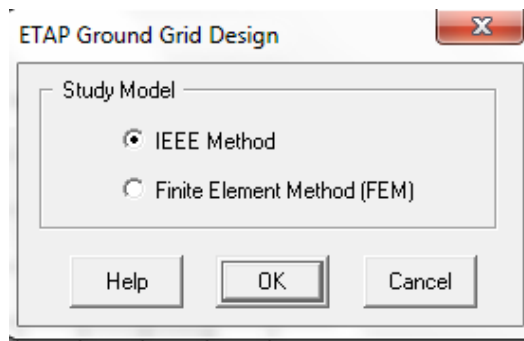 ETAP Ground Grid Design
Study Model
IEEE Method
Finite Element Method (FEM)
Help OK Cancel